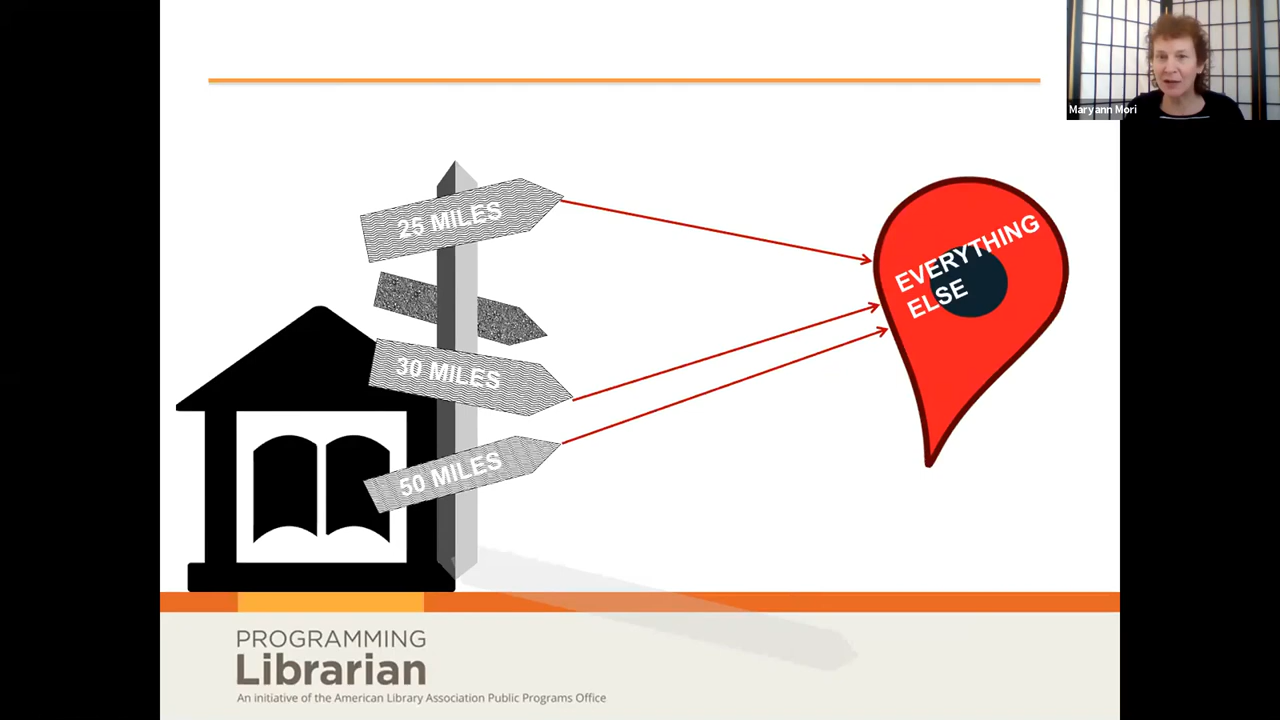 Maryann Mori
25 MILES
EVERYTHING
ELSE
30 MILES
50 MILES
PROGRAMMING
Librarian
An initiative of the American Library Association Public Programs Office